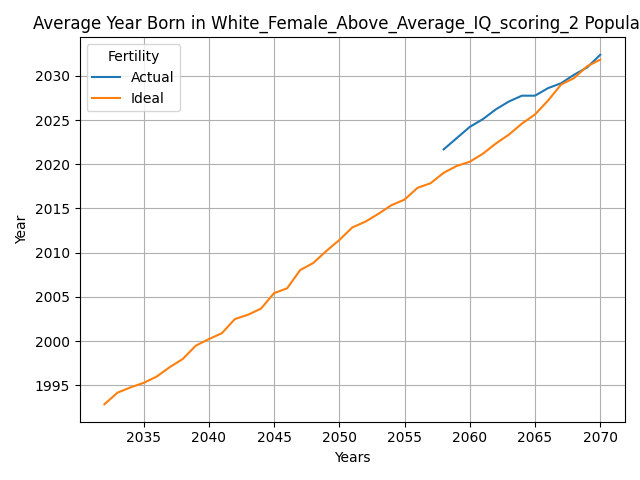 Average Year Born in White_Female_Above_Average_IQ_scoring_2 Popula
Fertility
Actual
Ideal
2030
2025
2020
2015
2010
2005
2000
1995
Year
2035 2040 2045 2050 2055 2060 2065 2070
Years